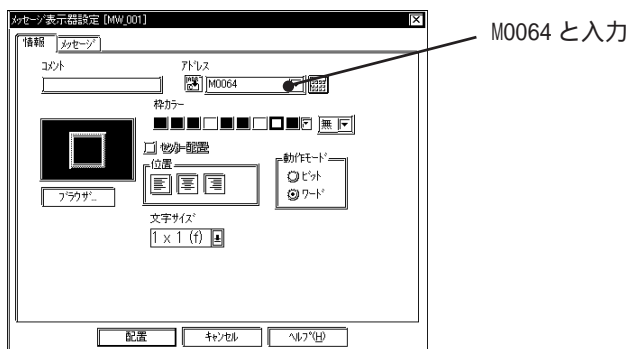 メッセージ表示器設定 [MW_001]
情報 メッセージ
コメント アドレス
M0064
M0064 と入力
枠カラー
無
センター配置
位置
動作モード
ビット
ワード
ブラウザ...
文字サイズ
1 x 1 (f)
配置 キャンセル ヘルプ(H)